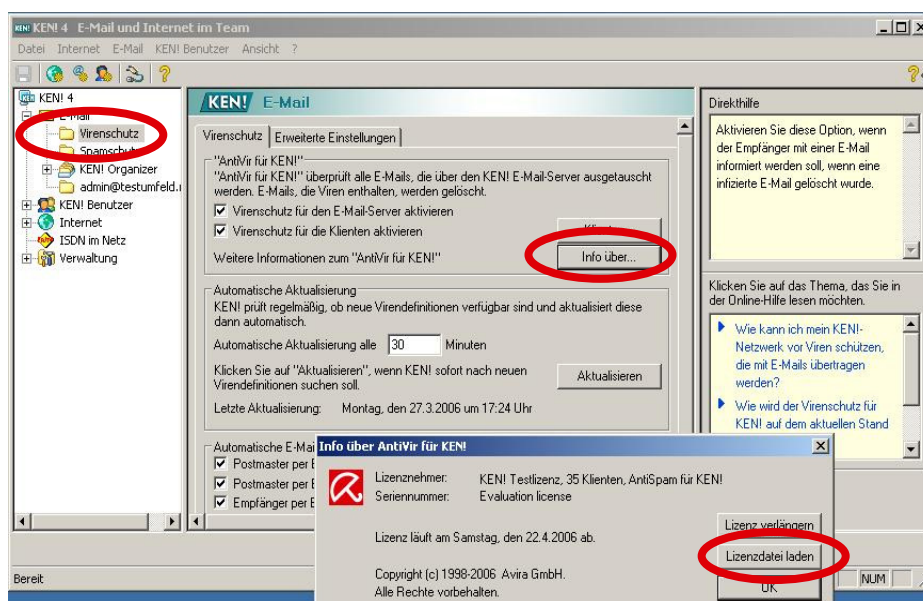 KEN! 4 E-Mail und Internet im Team
Datei Internet E-Mail KEN! Benutzer Ansicht ?
KEN! 4
E-Mail
Virenschutz
Spamschutz
KEN! Organizer
admin@testumfeld.
KEN! Benutzer
Internet
ISDN im Netz
Verwaltung
KEN! E-Mail
Virenschutz Erweiterte Einstellungen
"AntiVir für KEN!"
"AntiVir für KEN!" überprüft alle E-Mails, die über den KEN! E-Mail-Server ausgetauscht
werden. E-Mails, die Viren enthalten, werden gelöscht.
Virenschutz für den E-Mail-Server aktivieren
Virenschutz für die Klienten aktivieren
Weitere Informationen zum "AntiVir für KEN!"
Info über...
Automatische Aktualisierung
KEN! prüft regelmäßig, ob neue Virendefinitionen verfügbar sind und aktualisiert diese
dann automatisch.
Automatische Aktualisierung alle 30 Minuten
Klicken Sie auf "Aktualisieren", wenn KEN! sofort nach neuen
Virendefinitionen suchen soll.
Aktualisieren
Letzte Aktualisierung: Montag, den 27.3.2006 um 17:24 Uhr
Automatische E-Mai
Postmaster per E
Postmaster per E
Empfänger per E
Direkthilfe
Aktivieren Sie diese Option, wenn
der Empfänger mit einer E-Mail
informiert werden soll, wenn eine
infizierte E-Mail gelöscht wurde.
Klicken Sie auf das Thema, das Sie in
der Online-Hilfe lesen möchten.
Wie kann ich mein KEN!-
Netzwerk vor Viren schützen,
die mit E-Mails übertragen
werden?
Wie wird der Virenschutz für
KEN! auf dem aktuellen Stand
Info über AntiVir für KEN!
Lizenznehmer: KEN! Testlizenz, 35 Klienten, AntiSpam für KEN!
Seriennummer: Evaluation license
Lizenz läuft am Samstag, den 22.4.2006 ab.
Copyright (c) 1998-2006 Avira GmbH.
Alle Rechte vorbehalten.
Lizenz verlängern
Lizenzdatei laden
OK
Bereit
NUM